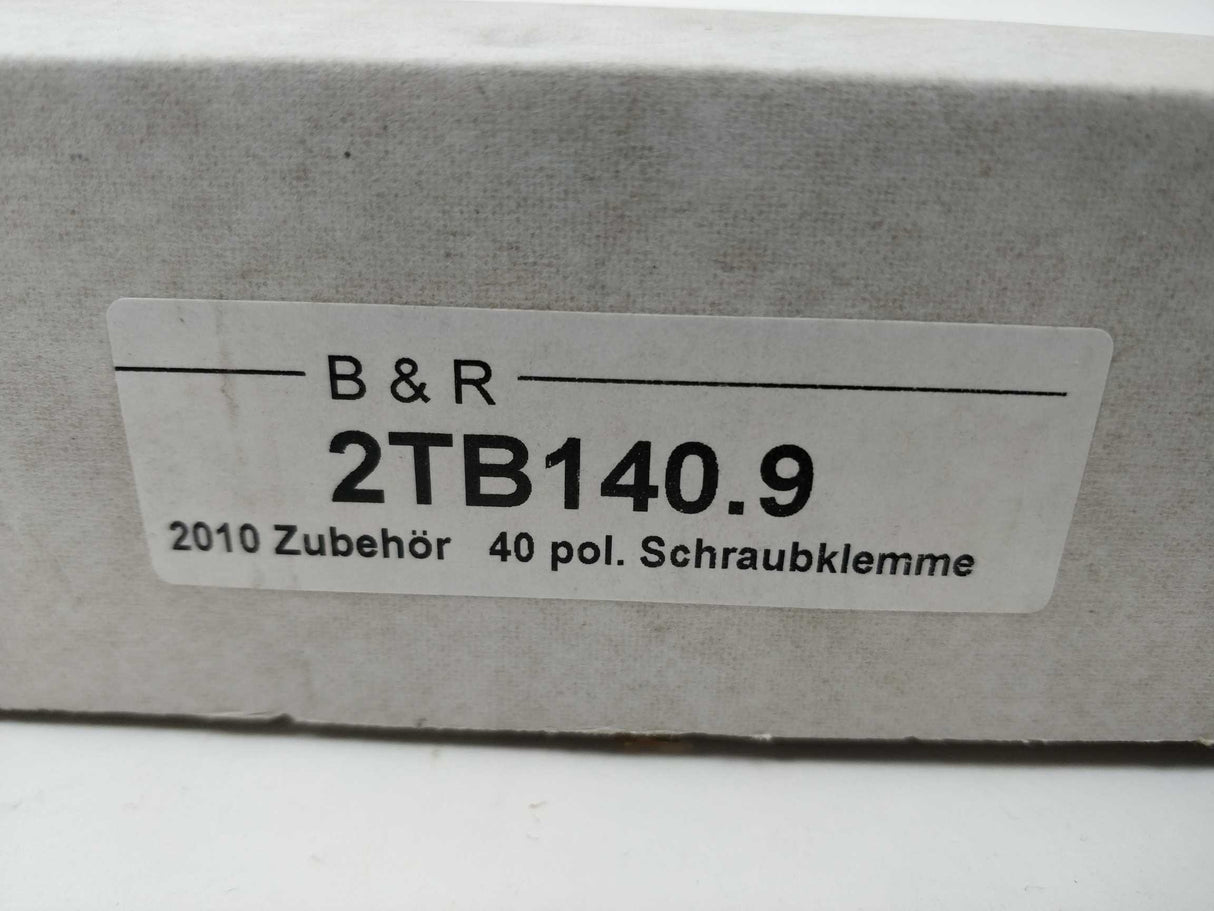 B & R
2TB140.9
2010 Zubehör 40 pol. Schraubklemme